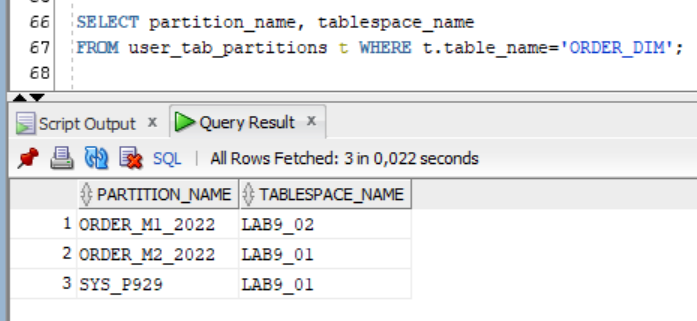 66 SELECT partition_name, tablespace_name
67 FROM user_tab_partitions t WHERE t.table_name='ORDER_DIM';
68
Script Output x Query Result x
SQL | All Rows Fetched: 3 in 0,022 seconds
PARTITION_NAME TABLESPACE_NAME
1 ORDER_M1_2022 LAB9_02
2 ORDER_M2_2022 LAB9_01
3 SYS_P929 LAB9_01